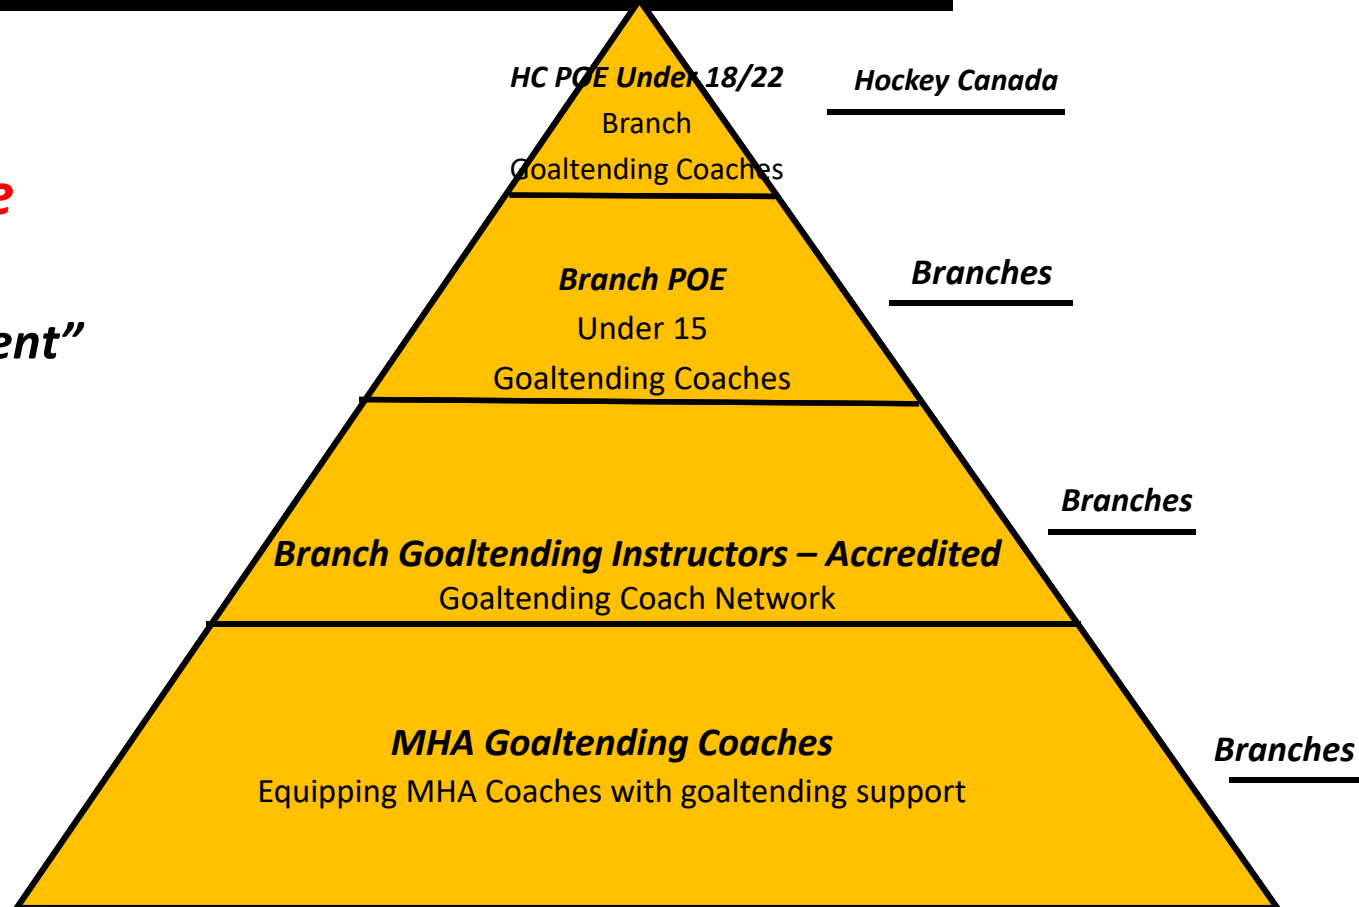 HC POE Under 18/22
Hockey Canada
Branch
Goaltending Coaches
Branches
Branch POE
Under 15
ent”
Goaltending Coaches
Branches
Branch Goaltending Instructors – Accredited
Goaltending Coach Network
MHA Goaltending Coaches
Branches
Equipping MHA Coaches with goaltending support